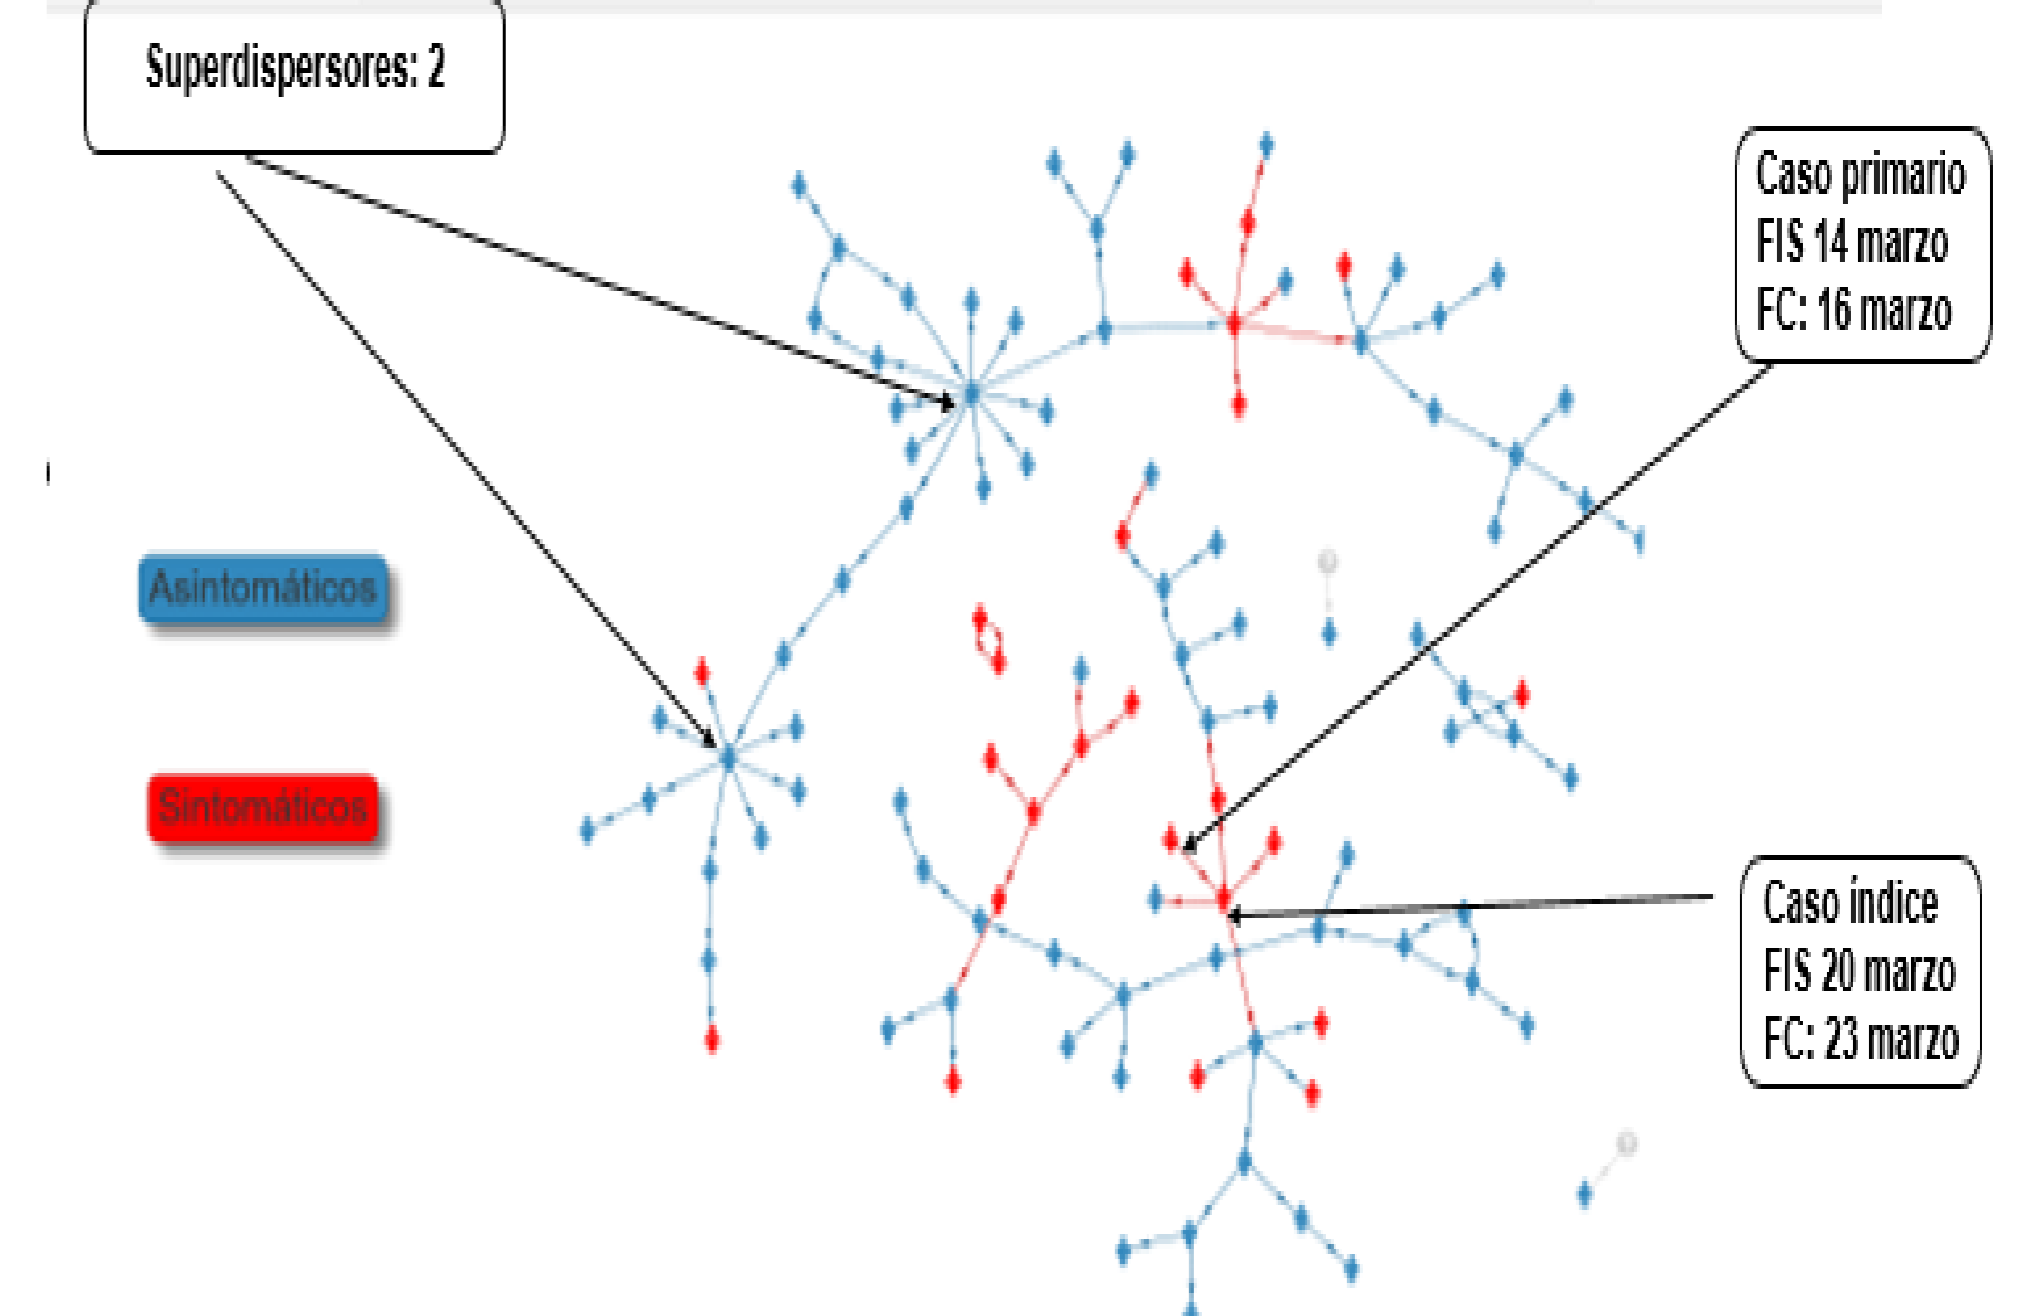 Superdispersores: 2
Caso primario
FIS 14 marzo
FC: 16 marzo
Asintomáticos
Sintomáticos
Caso índice
FIS 20 marzo
FC: 23 marzo